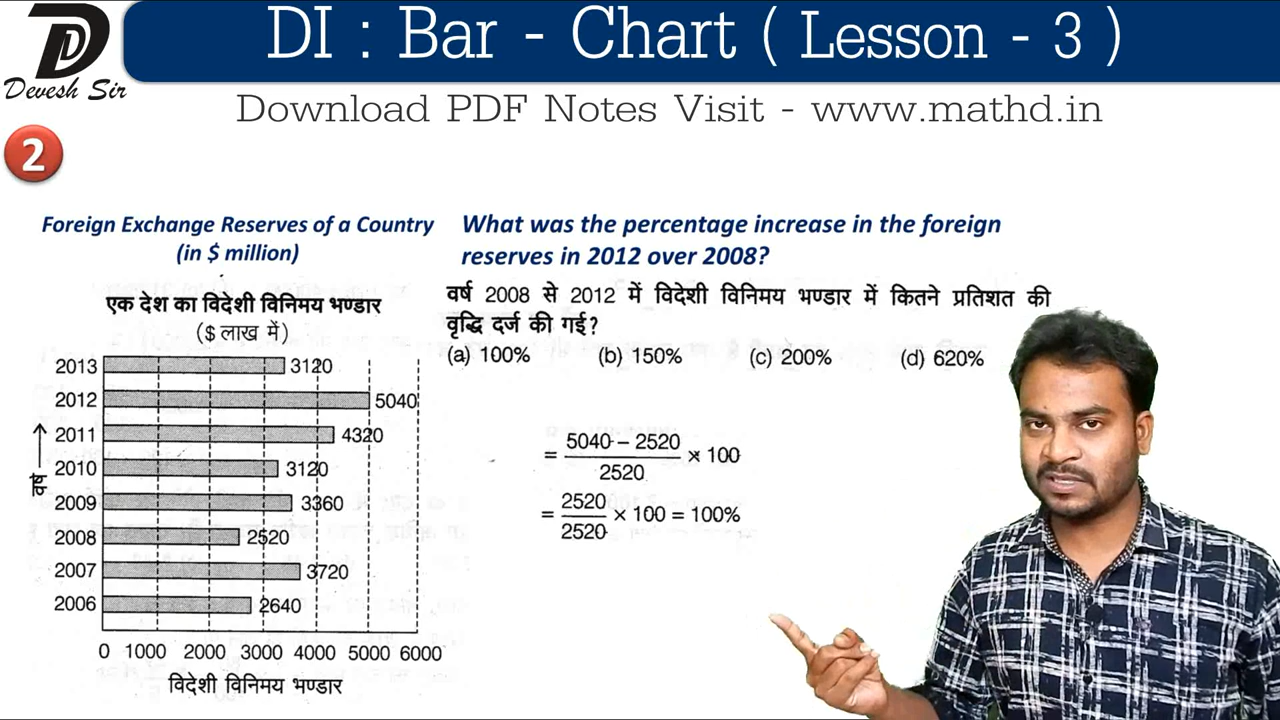 DI : Bar - Chart ( Lesson - 3 )
Devesh Sir
Download PDF Notes Visit - www.mathd.in
2
Foreign Exchange Reserves of a Country
(in $ million)
एक देश का विदेशी विनिमय भण्डार
($ लाख में)
2013 3120
2012 5040
2011 4320
2010 3120
2009 3360
2008 2520
2007 3720
2006 2640
वर्ष
0 1000 2000 3000 4000 5000 6000
विदेशी विनिमय भण्डार
What was the percentage increase in the foreign
reserves in 2012 over 2008?
वर्ष 2008 से 2012 में विदेशी विनिमय भण्डार में कितने प्रतिशत की
वृद्धि दर्ज की गई?
(a) 100% (b) 150% (c) 200% (d) 620%
= 5040 – 2520 / 2520 × 100
= 2520 / 2520 × 100 = 100%